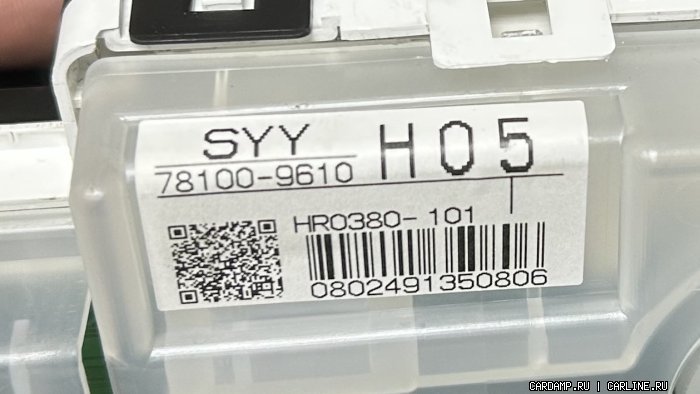 SYY H05
78100-9610
HR0380-101
0802491350806
CARDAMP.RU | CARLINE.RU